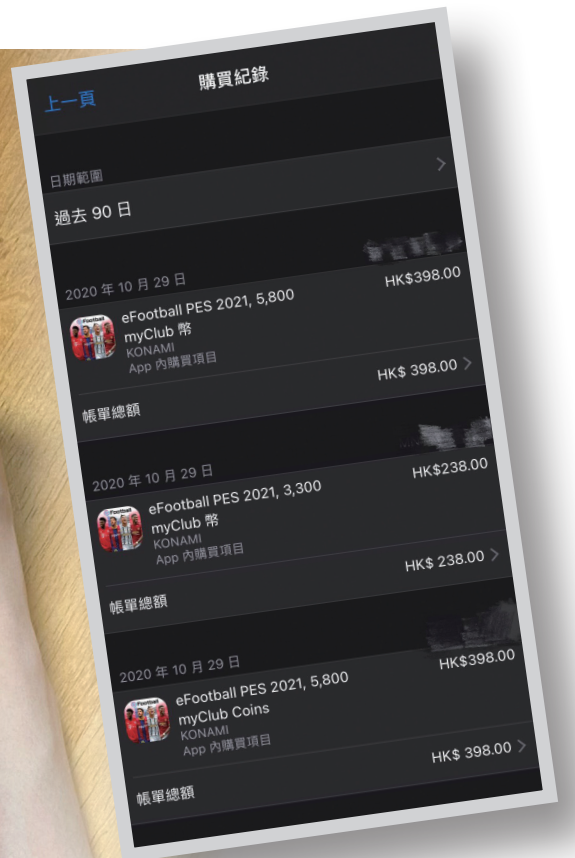 上一頁
購買紀錄
日期範圍
過去 90 日
2020 年 10 月 29 日
eFootball PES 2021, 5,800
HK$398.00
myClub 幣
KONAMI
App 內購買項目
帳單總額
HK$ 398.00
2020 年 10 月 29 日
eFootball PES 2021, 3,300
HK$238.00
myClub 幣
KONAMI
App 內購買項目
帳單總額
HK$ 238.00
2020 年 10 月 29 日
eFootball PES 2021, 5,800
HK$398.00
myClub Coins
KONAMI
App 內購買項目
帳單總額
HK$ 398.00